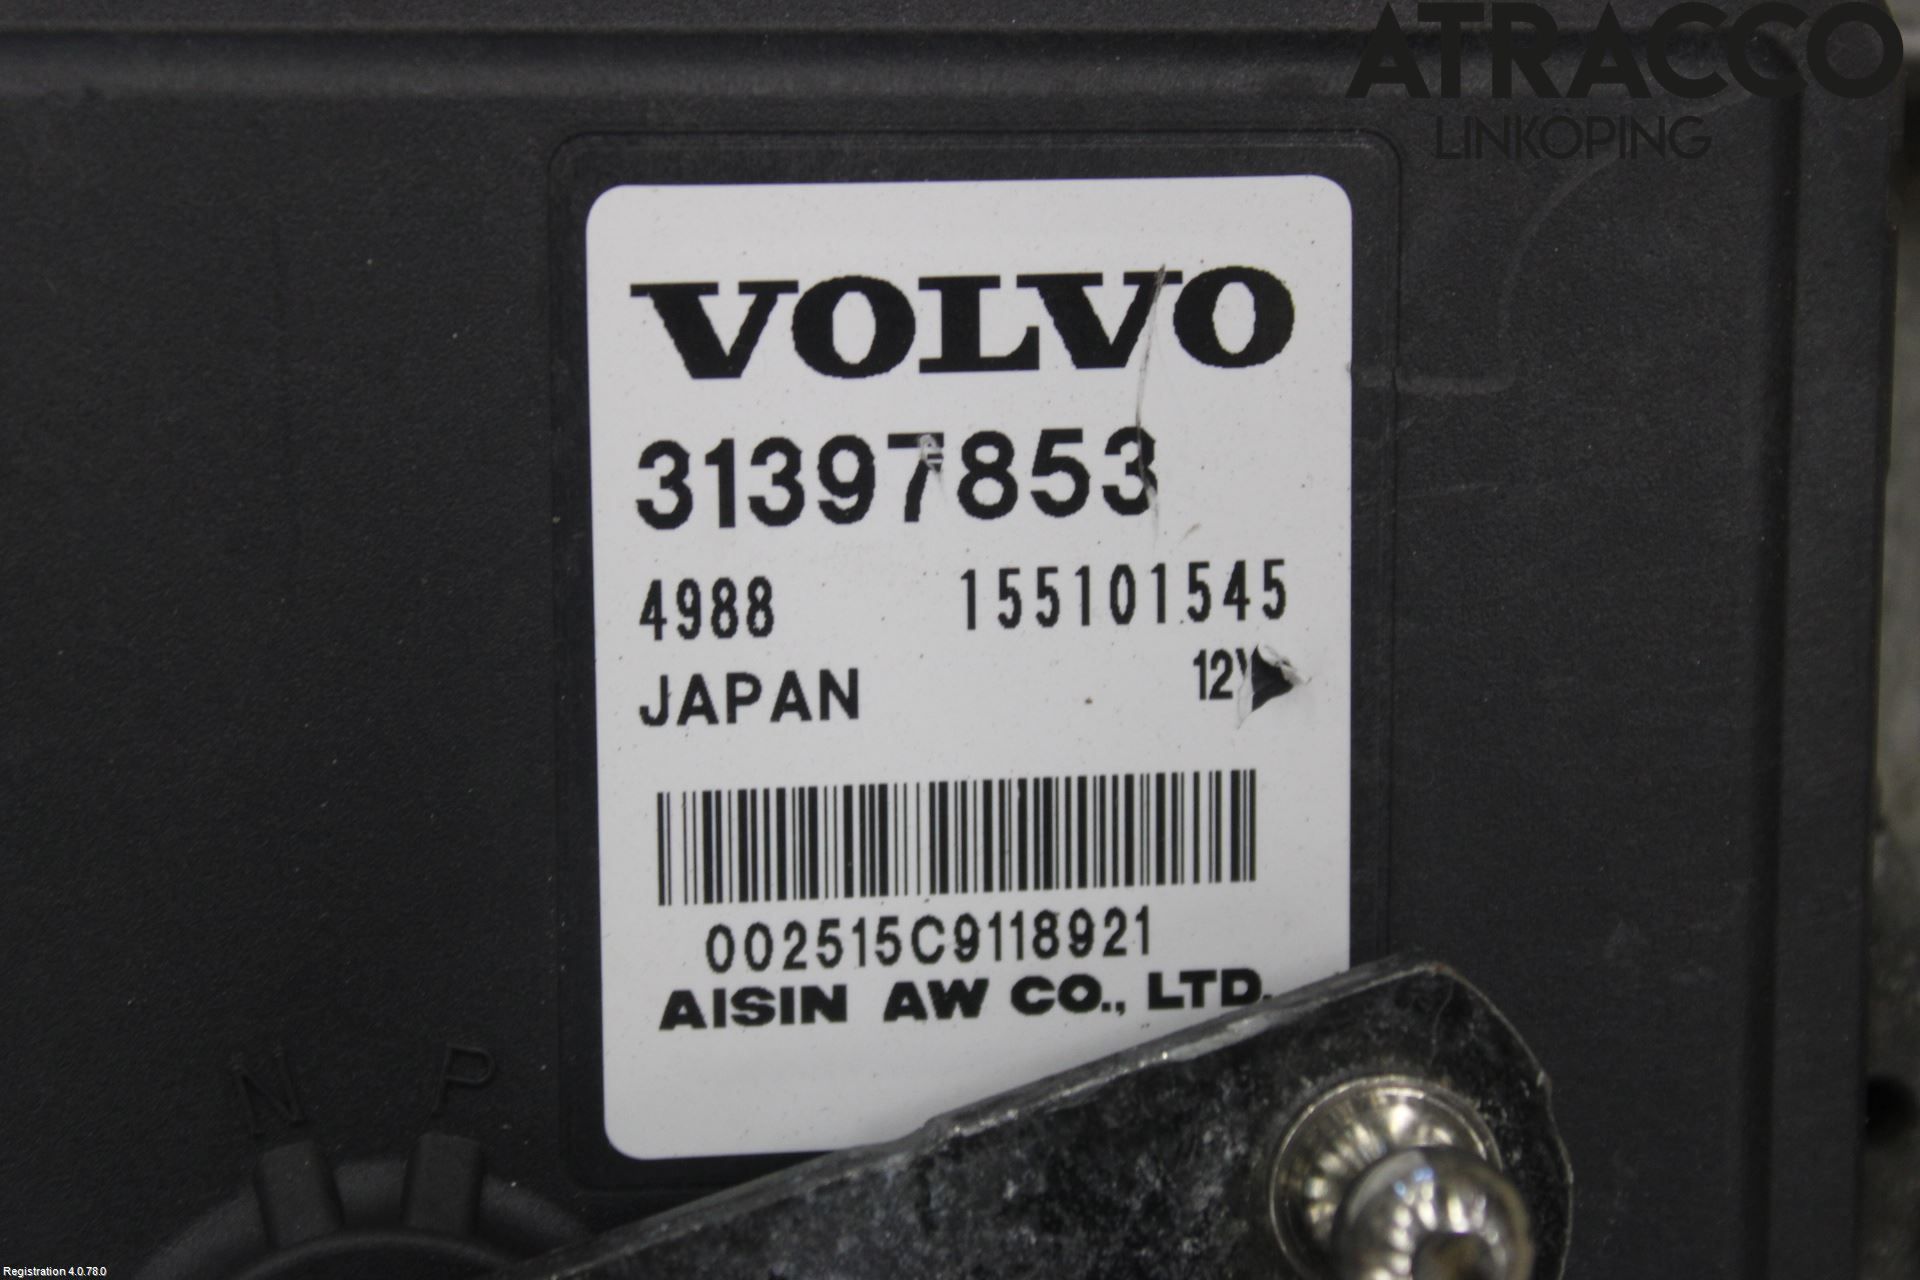 ATRACCO
LINKÖPING
VOLVO
31397853
4988 155101545
JAPAN 12V
002515C9118921
AISIN AW CO., LTD.
N P
Registration 4.0.78.0